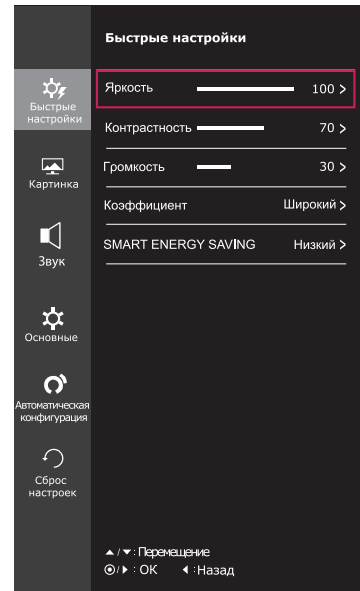 Быстрые настройки
Быстрые
настройки
Картинка
Звук
Основные
Автоматическая
конфигурация
Сброс
настроек
Яркость 100 >
Контрастность 70 >
Громкость 30 >
Коэффициент Широкий >
SMART ENERGY SAVING Низкий >
▲ / ▼ : Перемещение
◉/▶ : OK ◀ :Назад